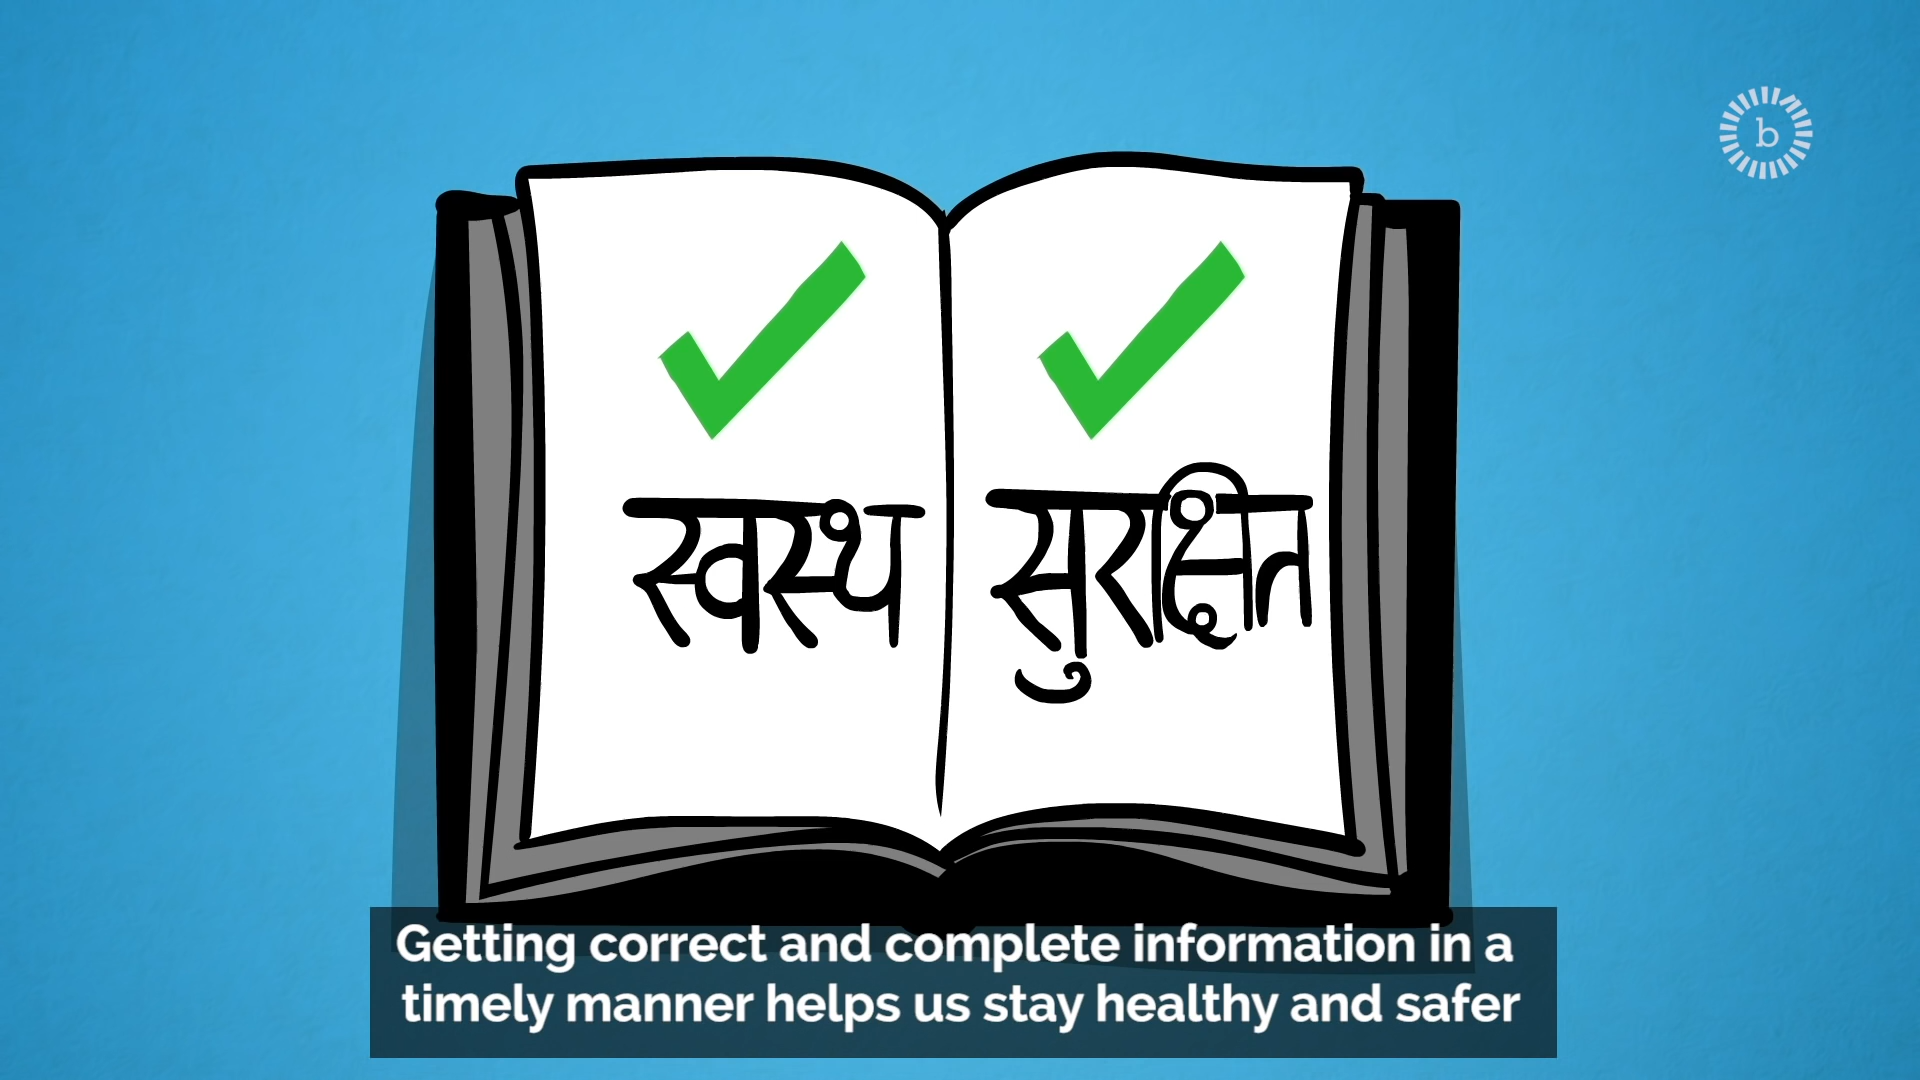 b
स्वस्थ
सुरक्षित
Getting correct and complete information in a
timely manner helps us stay healthy and safer